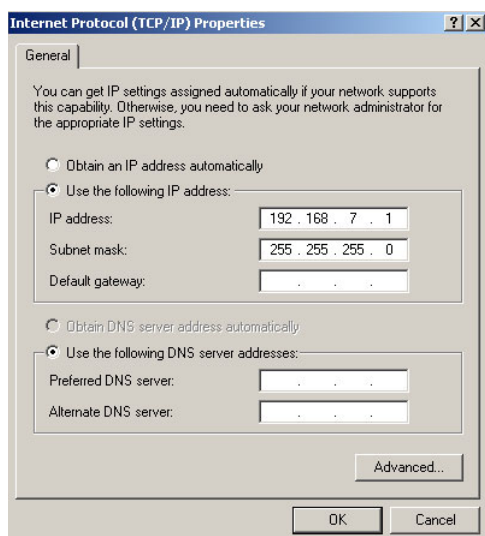 Internet Protocol (TCP/IP) Properties
General
You can get IP settings assigned automatically if your network supports
this capability. Otherwise, you need to ask your network administrator for
the appropriate IP settings.
Obtain an IP address automatically
Use the following IP address:
IP address: 192 . 168 . 7 . 1
Subnet mask: 255 . 255 . 255 . 0
Default gateway: . . .
Obtain DNS server address automatically
Use the following DNS server addresses:
Preferred DNS server: . . .
Alternate DNS server: . . .
Advanced...
OK Cancel